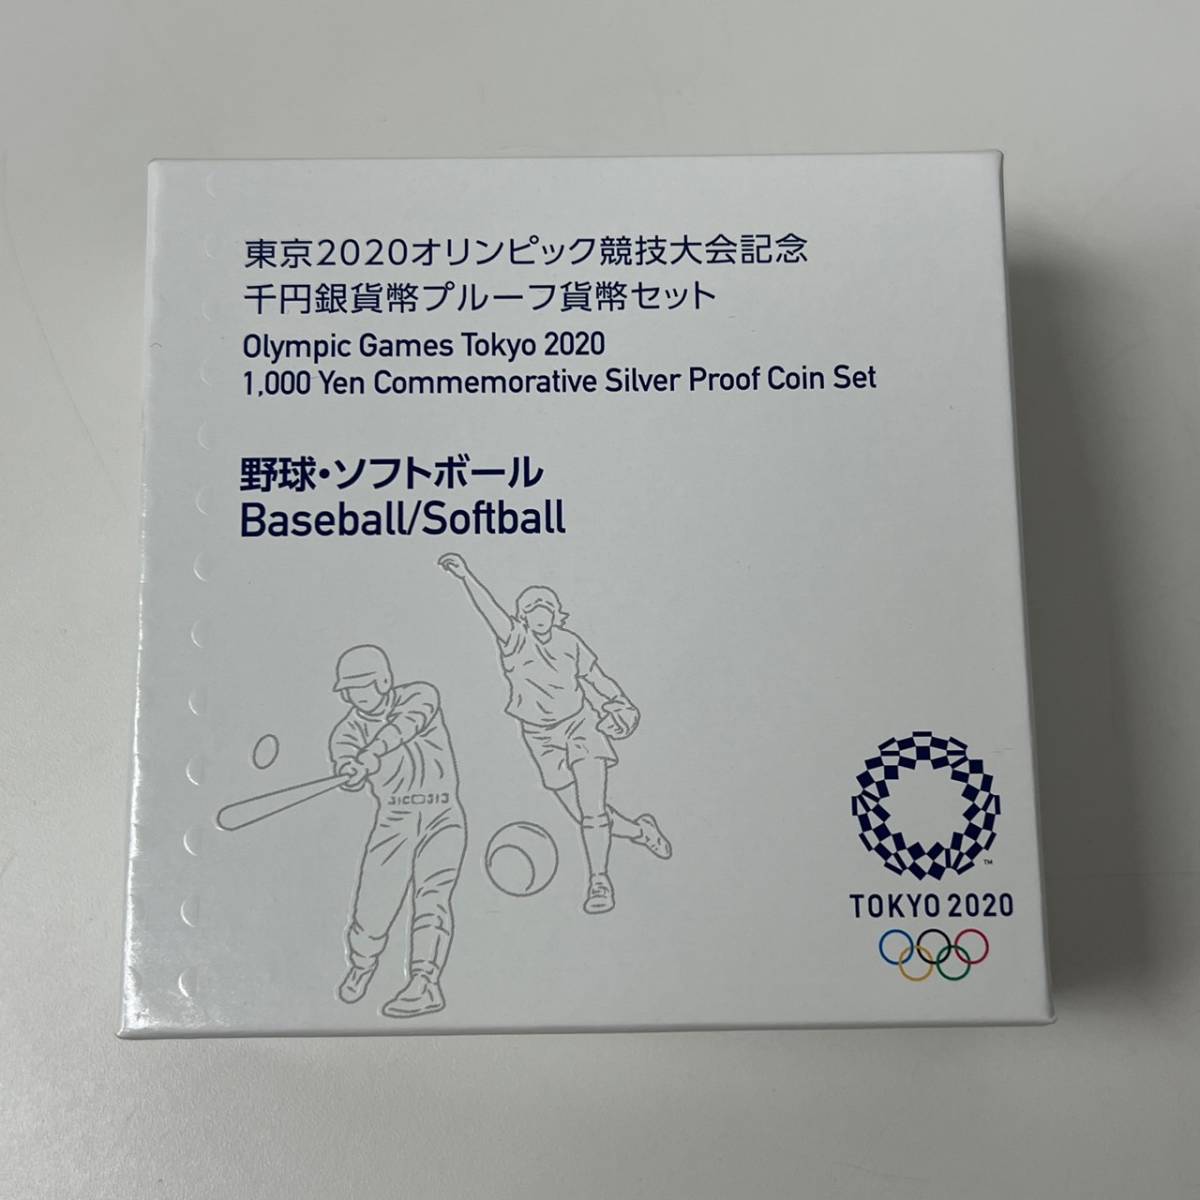 東京2020オリンピック競技大会記念
千円銀貨幣プルーフ貨幣セット
Olympic Games Tokyo 2020
1,000 Yen Commemorative Silver Proof Coin Set
野球・ソフトボール
Baseball/Softball
TM
TOKYO 2020